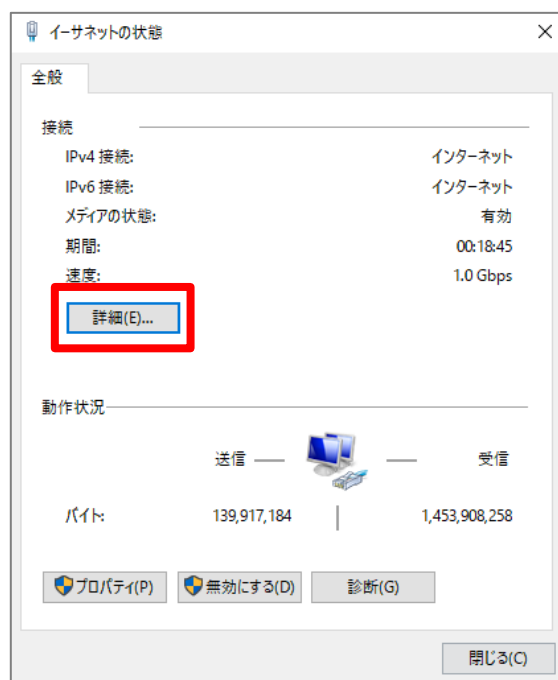 イーサネットの状態
全般
接続
IPv4 接続: インターネット
IPv6 接続: インターネット
メディアの状態: 有効
期間: 00:18:45
速度: 1.0 Gbps
詳細(E)...
動作状況
送信 受信
バイト: 139,917,184 1,453,908,258
プロパティ(P) 無効にする(D) 診断(G)
閉じる(C)